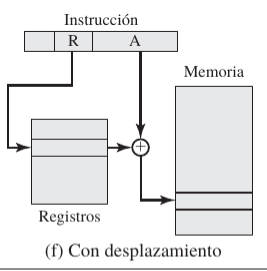 Instrucción
R A
Memoria
+
Registros
(f) Con desplazamiento